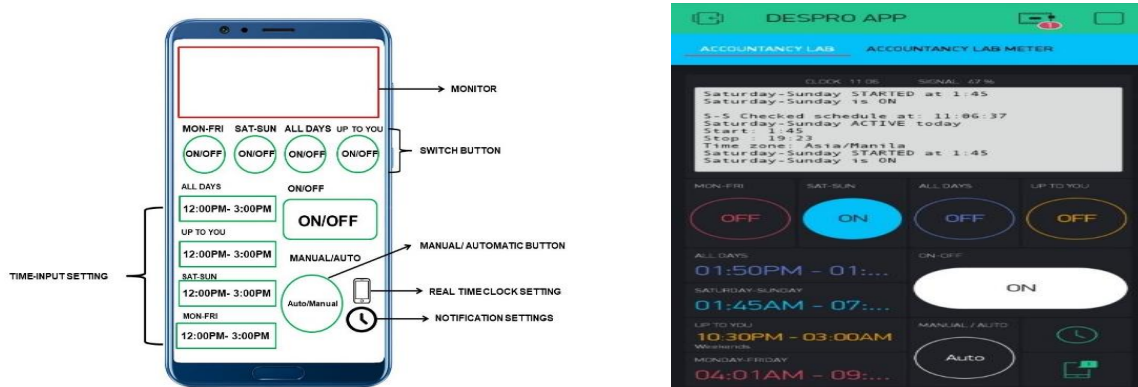 MONITOR
MON-FRI SAT-SUN ALL DAYS UP TO YOU
ON/OFF ON/OFF ON/OFF ON/OFF
SWITCH BUTTON
ALL DAYS
12:00PM- 3:00PM
ON/OFF
ON/OFF
UP TO YOU
12:00PM- 3:00PM
MANUAL/AUTO
MANUAL/ AUTOMATIC BUTTON
TIME-INPUT SETTING
SAT-SUN
12:00PM- 3:00PM
Auto/Manual
REAL TIME CLOCK SETTING
MON-FRI
12:00PM- 3:00PM
NOTIFICATION SETTINGS
DESPRO APP
1
ACCOUNTANCY LAB ACCOUNTANCY LAB METER
CLOCK: 11:06 SIGNAL: 47 %
Saturday-Sunday STARTED at 1:45
Saturday-Sunday is ON
S-S Checked schedule at: 11:06:37
Saturday-Sunday ACTIVE today
Start: 1:45
Stop : 19:23
Time zone: Asia/Manila
Saturday-Sunday STARTED at 1:45
Saturday-Sunday is ON
MON-FRI SAT-SUN ALL DAYS UP TO YOU
OFF ON OFF OFF
ALL DAYS
01:50PM - 01:...
ON-OFF
ON
SATURDAY-SUNDAY
01:45AM - 07:...
UP TO YOU
10:30PM - 03:00AM
Weekends
MANUAL / AUTO
Auto
MONDAY-FRIDAY
04:01AM - 09:...